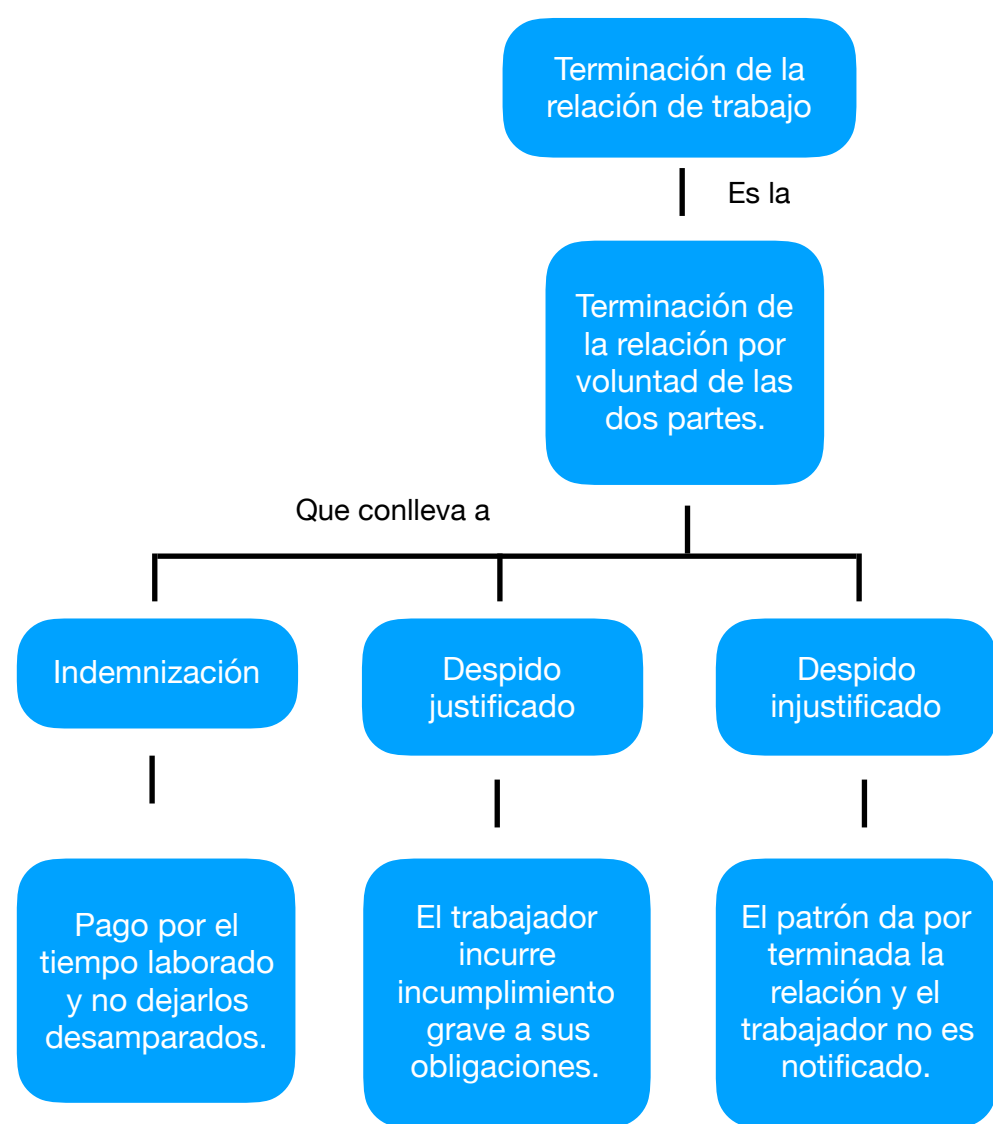 Terminación de la
relación de trabajo
Es la
Terminación de
la relación por
voluntad de las
dos partes.
Que conlleva a
Indemnización
Despido
justificado
Despido
injustificado
Pago por el
tiempo laborado
y no dejarlos
desamparados.
El trabajador
incurre
incumplimiento
grave a sus
obligaciones.
El patrón da por
terminada la
relación y el
trabajador no es
notificado.